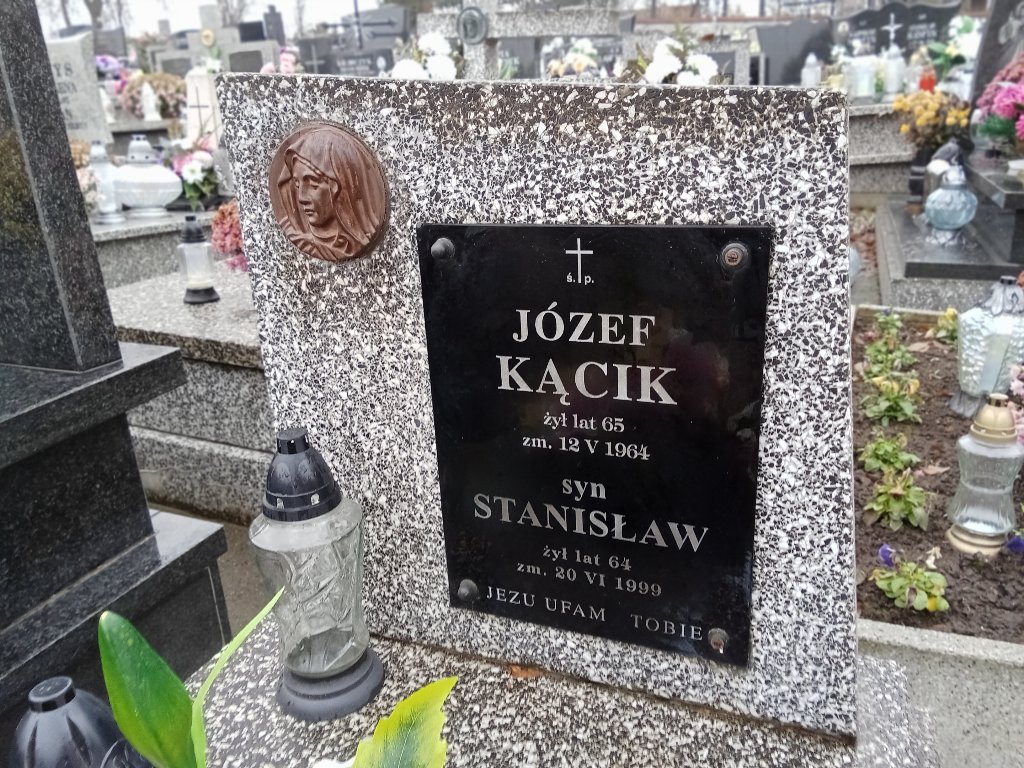 ś. p.
JÓZEF
KĄCIK
żył lat 65
zm. 12 V 1964
syn
STANISŁAW
żył lat 64
zm. 20 VI 1999
JEZU UFAM TOBIE